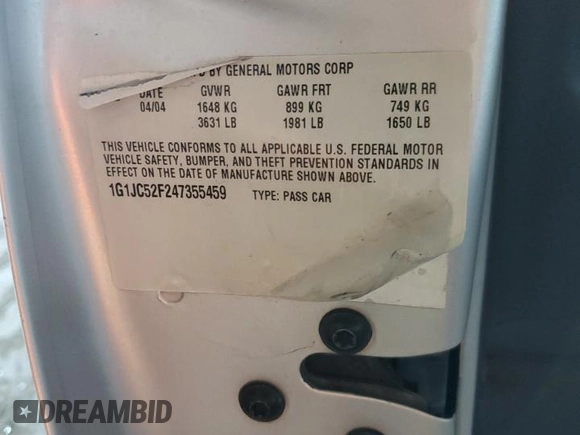 BY GENERAL MOTORS CORP
DATE GVWR GAWR FRT GAWR RR
04/04 1648 KG 899 KG 749 KG
3631 LB 1981 LB 1650 LB
THIS VEHICLE CONFORMS TO ALL APPLICABLE U.S. FEDERAL MOTOR
VEHICLE SAFETY, BUMPER, AND THEFT PREVENTION STANDARDS IN
EFFECT ON THE DATE OF MANUFACTURE SHOWN ABOVE.
1G1JC52F247355459 TYPE: PASS CAR
DREAMBID